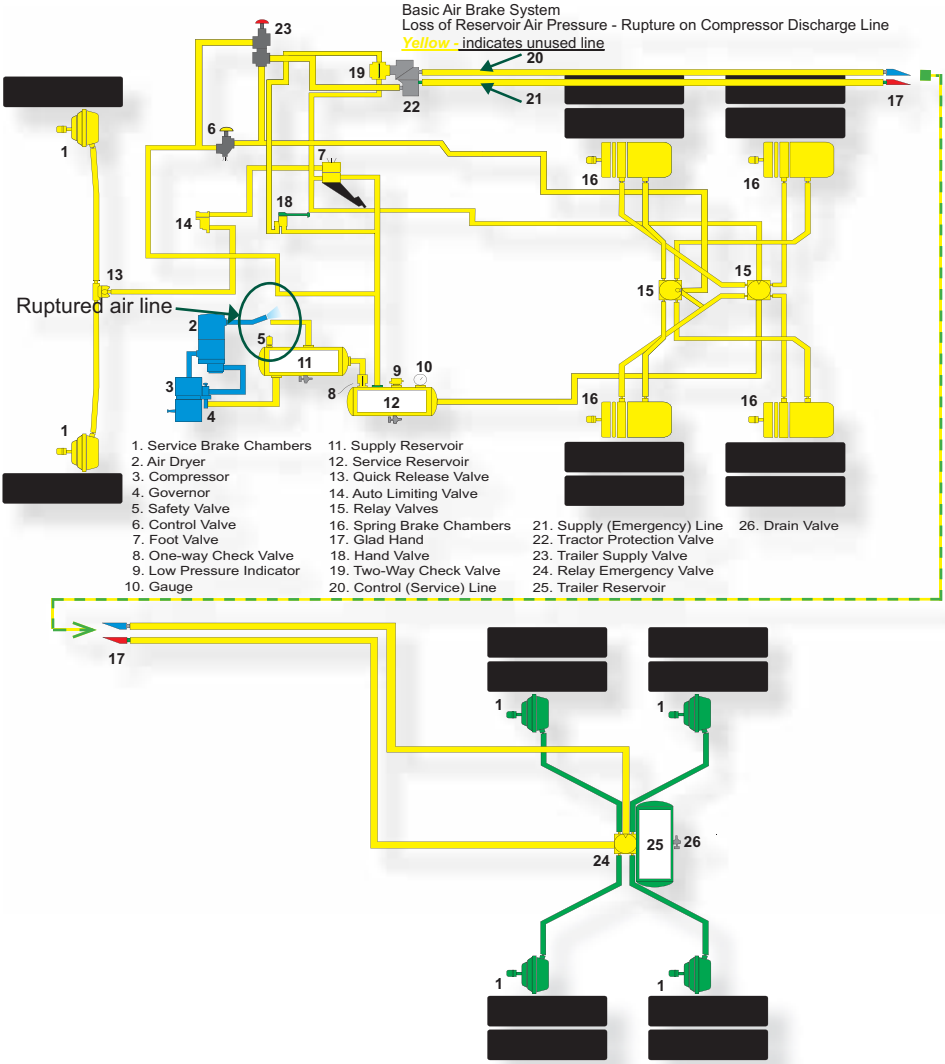 Basic Air Brake System
Loss of Reservoir Air Pressure - Rupture on Compressor Discharge Line
Yellow - indicates unused line
23
20
19
22
21
17
1
6
7
16
16
18
14
13
15
15
Ruptured air line
2
5
11
9
10
3
8
12
4
16
16
1
1. Service Brake Chambers
2. Air Dryer
3. Compressor
4. Governor
5. Safety Valve
6. Control Valve
7. Foot Valve
8. One-way Check Valve
9. Low Pressure Indicator
10. Gauge
11. Supply Reservoir
12. Service Reservoir
13. Quick Release Valve
14. Auto Limiting Valve
15. Relay Valves
16. Spring Brake Chambers
17. Glad Hand
18. Hand Valve
19. Two-Way Check Valve
20. Control (Service) Line
21. Supply (Emergency) Line
22. Tractor Protection Valve
23. Trailer Supply Valve
24. Relay Emergency Valve
25. Trailer Reservoir
26. Drain Valve
17
1
1
24
25
26
1
1